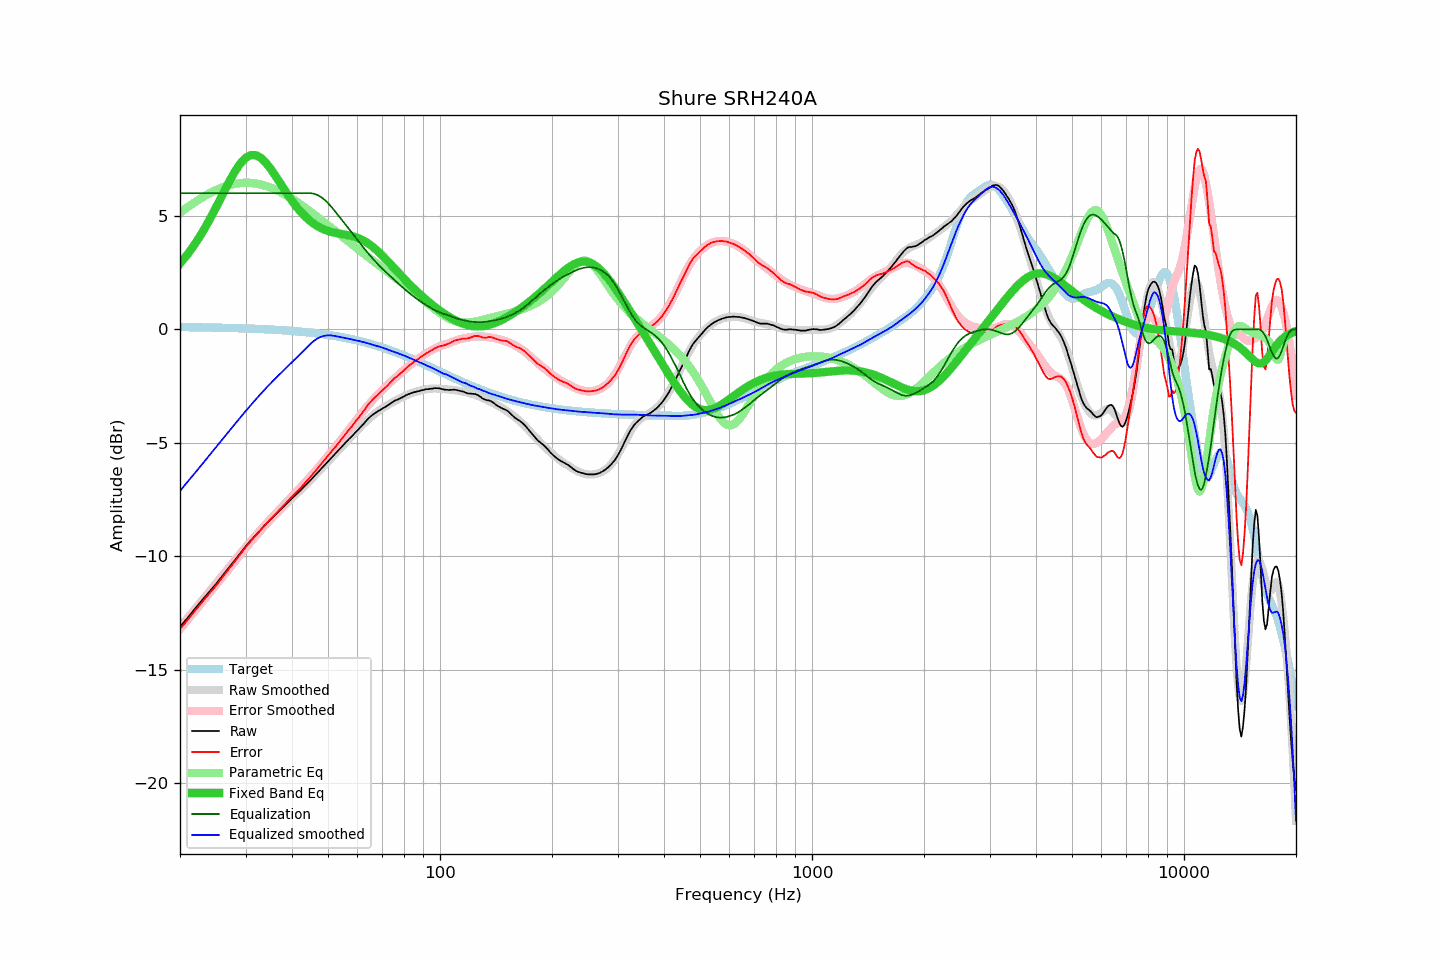 Shure SRH240A
Amplitude (dBr)
5
0
−5
−10
−15
−20
Target
Raw Smoothed
Error Smoothed
Raw
Error
Parametric Eq
Fixed Band Eq
Equalization
Equalized smoothed
100
1000
10000
Frequency (Hz)